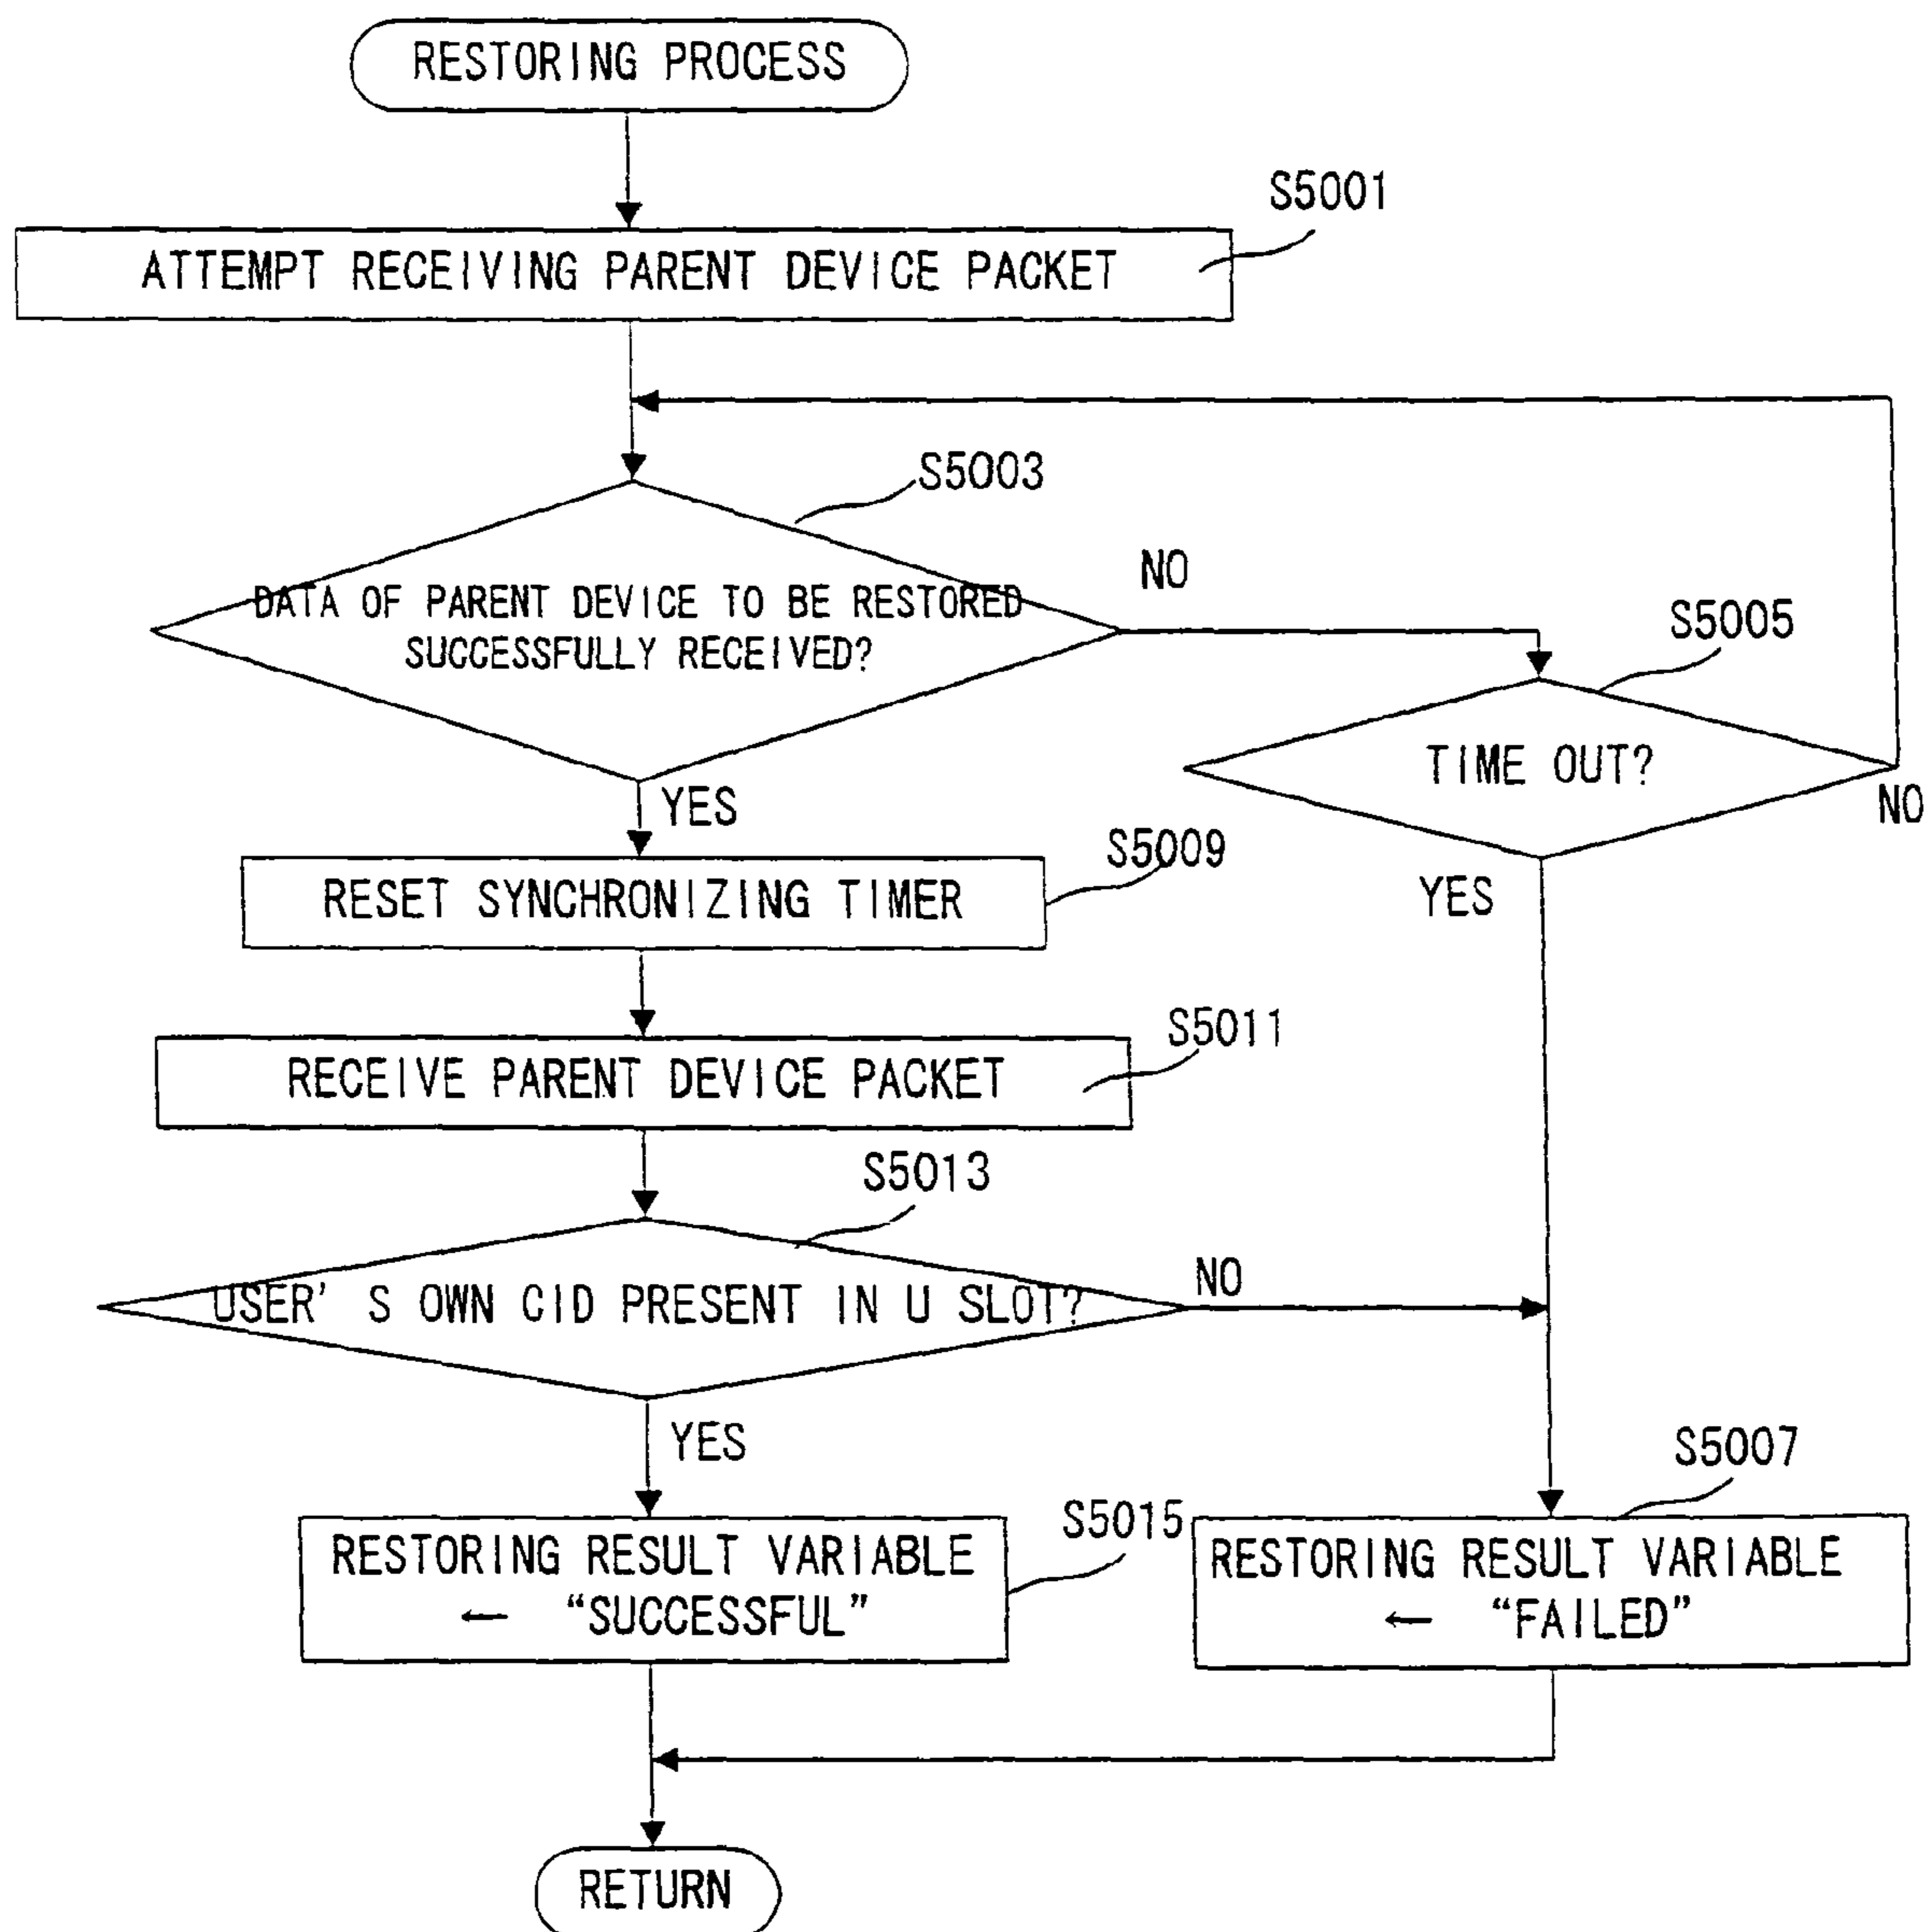 RESTORING PROCESS
S5001
ATTEMPT RECEIVING PARENT DEVICE PACKET
S5003
DATA OF PARENT DEVICE TO BE RESTORED
SUCCESSFULLY RECEIVED?
NO
S5005
TIME OUT?
NO
YES
YES
S5009
RESET SYNCHRONIZING TIMER
S5011
RECEIVE PARENT DEVICE PACKET
S5013
USER' S OWN CID PRESENT IN U SLOT?
NO
YES
S5015
RESTORING RESULT VARIABLE
← “SUCCESSFUL”
S5007
RESTORING RESULT VARIABLE
← “FAILED”
RETURN